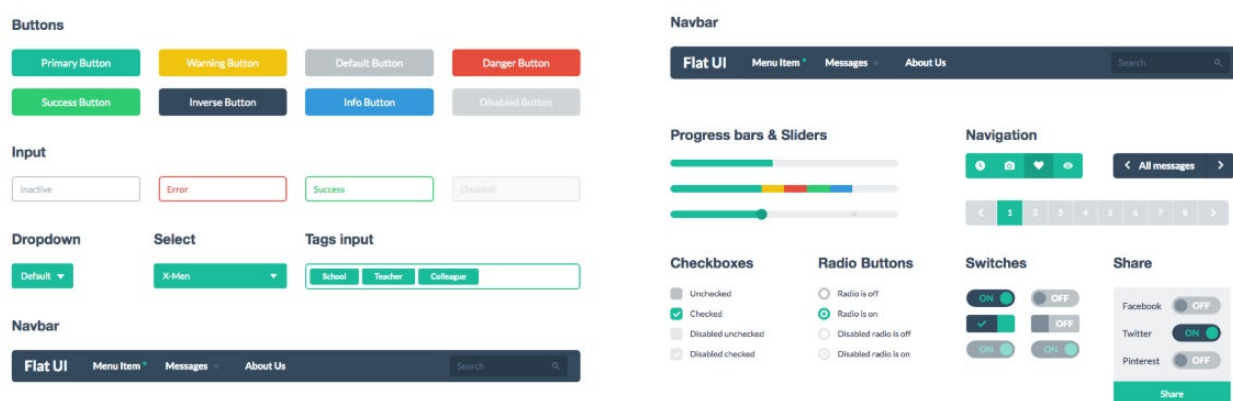 Buttons
Primary Button
Warning Button
Default Button
Danger Button
Success Button
Inverse Button
Info Button
Disabled Button
Input
Inactive
Error
Success
Disabled
Dropdown
Select
Tags input
Default
X-Men
School
Teacher
Colleague
Navbar
Flat UI
Menu Item
Messages
About Us
Search
Navbar
Flat UI
Menu Item
Messages
About Us
Search
Progress bars & Sliders
Navigation
All messages
1 2 3 4 5 6 7 8
Checkboxes
Radio Buttons
Switches
Share
Unchecked
Checked
Disabled unchecked
Disabled checked
Radio is off
Radio is on
Disabled radio is off
Disabled radio is on
ON
OFF
OFF
ON
ON
Facebook OFF
Twitter ON
Pinterest OFF
Share